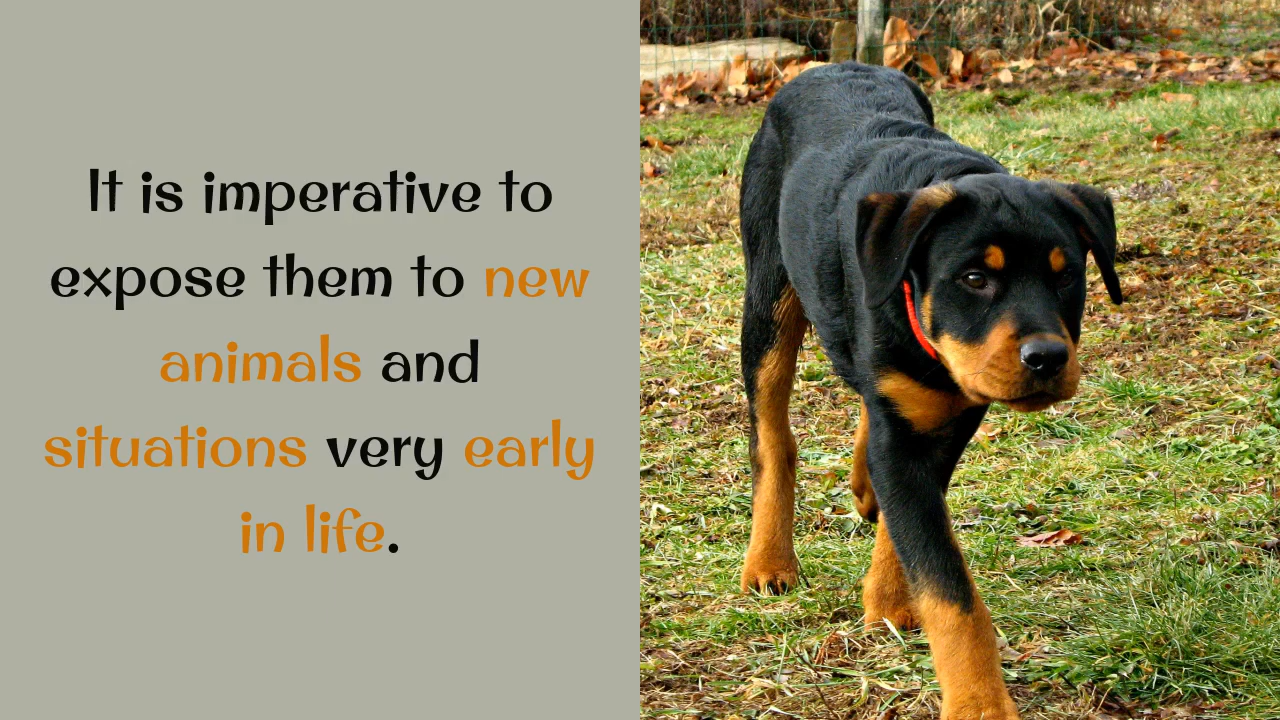 It is imperative to
expose them to new
animals and
situations very early
in life.